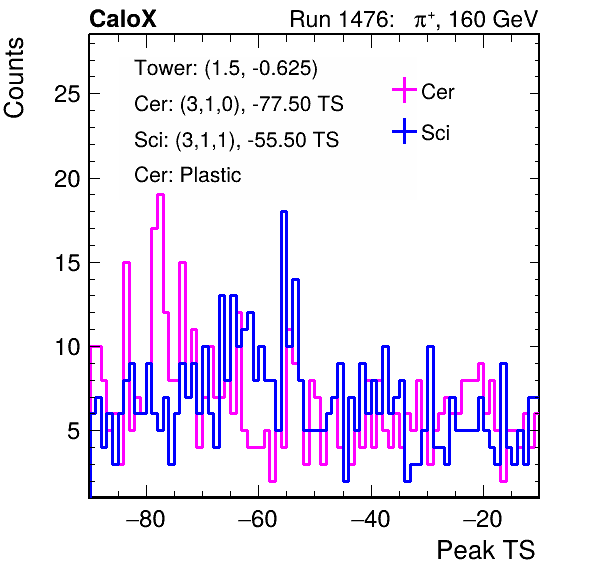 CaloX Run 1476: π⁺, 160 GeV
Counts
Tower: (1.5, -0.625)
Cer: (3,1,0), -77.50 TS
Sci: (3,1,1), -55.50 TS
Cer: Plastic
Cer
Sci
25
20
15
10
5
−80 −60 −40 −20
Peak TS